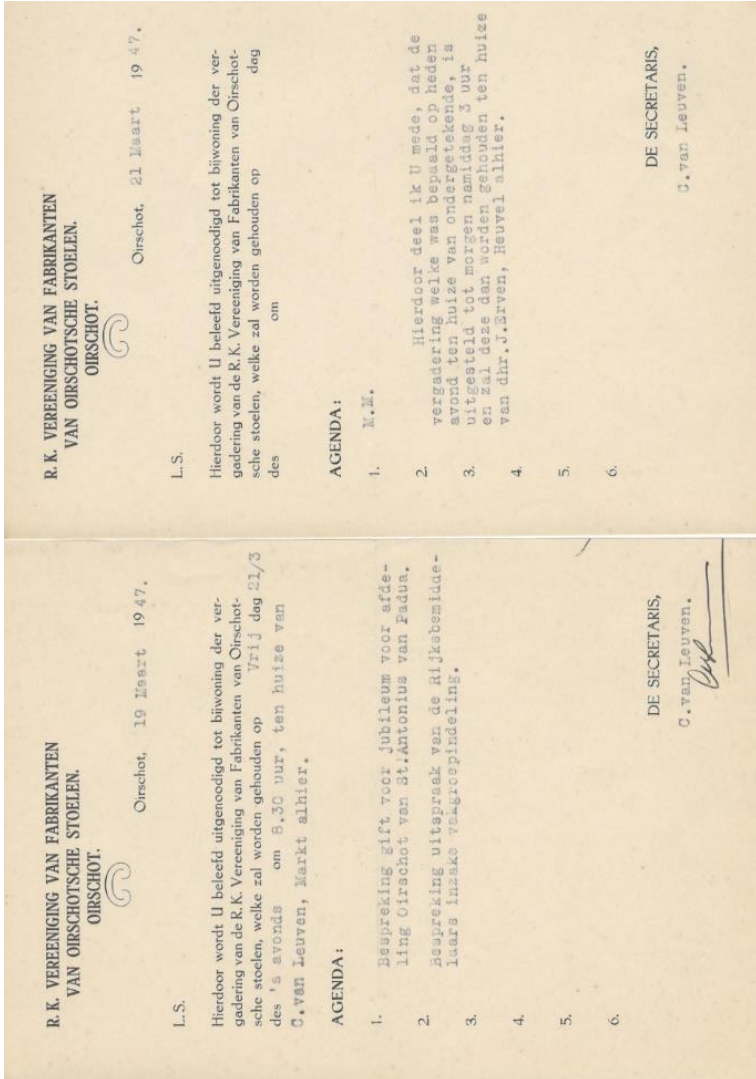 R. K. VEREENIGING VAN FABRIKANTEN
VAN OIRSCHOTSCHE STOELEN.
OIRSCHOT.
Oirschot, 19 Maart 1947.
L. S.
Hierdoor wordt U beleefd uitgenoodigd tot bijwoning der ver-
gadering van de R.K. Vereeniging van Fabrikanten van Oirschot-
sche stoelen, welke zal worden gehouden op Vrij dag 21/3
des 's avonds om 8.30 uur, ten huize van
C.van Leuven, Markt alhier.
AGENDA:
1. Bespreking gift voor jubileum voor afde-
ling Oirschot van St.Antonius van Padua.
2. Bespreking uitspraak van de Rijksbemidde-
3. laars inzake vakgroepindeling.
4.
5.
6.
DE SECRETARIS,
C.van Leuven.
R. K. VEREENIGING VAN FABRIKANTEN
VAN OIRSCHOTSCHE STOELEN.
OIRSCHOT.
Oirschot, 21 Maart 1947.
L. S.
Hierdoor wordt U beleefd uitgenoodigd tot bijwoning der ver-
gadering van de R.K. Vereeniging van Fabrikanten van Oirschot-
sche stoelen, welke zal worden gehouden op dag
des om
AGENDA:
1. M.M.
2. Hierdoor deel ik U mede, dat de
vergadering welke was bepaald op heden
3. avond ten huize van ondergetekende, is
uitgesteld tot morgen namiddag 3 uur
en zal deze dan worden gehouden ten huize
4. van dhr.J.Erven, Heuvel alhier.
5.
6.
DE SECRETARIS,
C.van Leuven.